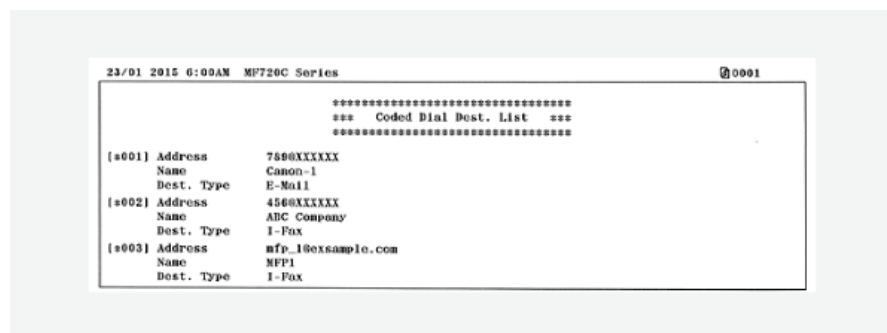 23/01 2015 6:00AM MF720C Series 0001
*********************************
*** Coded Dial Dest. List ***
*********************************
[*001] Address 789@XXXXXX
Name Canon-1
Dest. Type E-Mail
[*002] Address 456@XXXXXX
Name ABC Company
Dest. Type I-Fax
[*003] Address mfp_1@exsample.com
Name MFP1
Dest. Type I-Fax